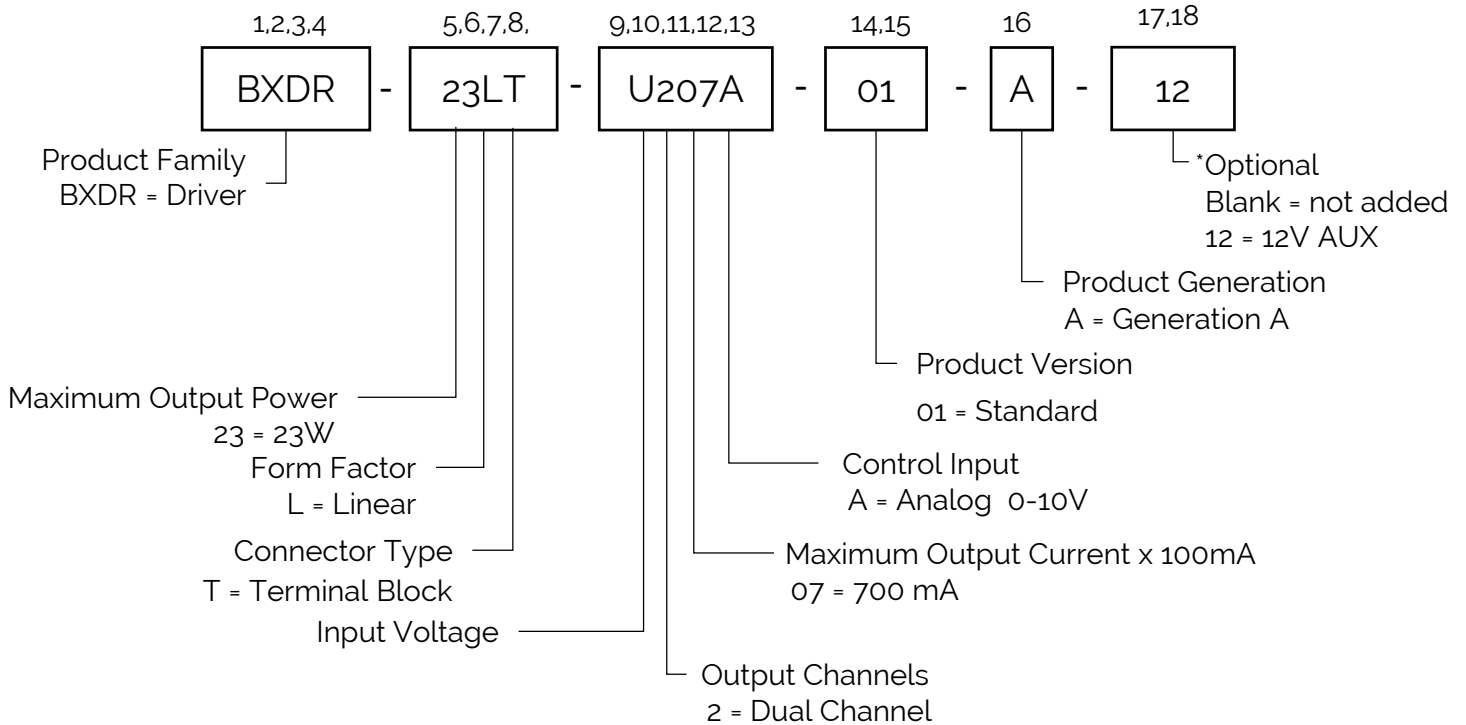 1,2,3,4 5,6,7,8, 9,10,11,12,13 14,15 16 17,18
BXDR - 23LT - U207A - 01 - A - 12
Product Family
BXDR = Driver
*Optional
Blank = not added
12 = 12V AUX
Product Generation
A = Generation A
Product Version
01 = Standard
Maximum Output Power
23 = 23W
Form Factor
L = Linear
Control Input
A = Analog 0-10V
Connector Type
T = Terminal Block
Maximum Output Current x 100mA
07 = 700 mA
Input Voltage
Output Channels
2 = Dual Channel